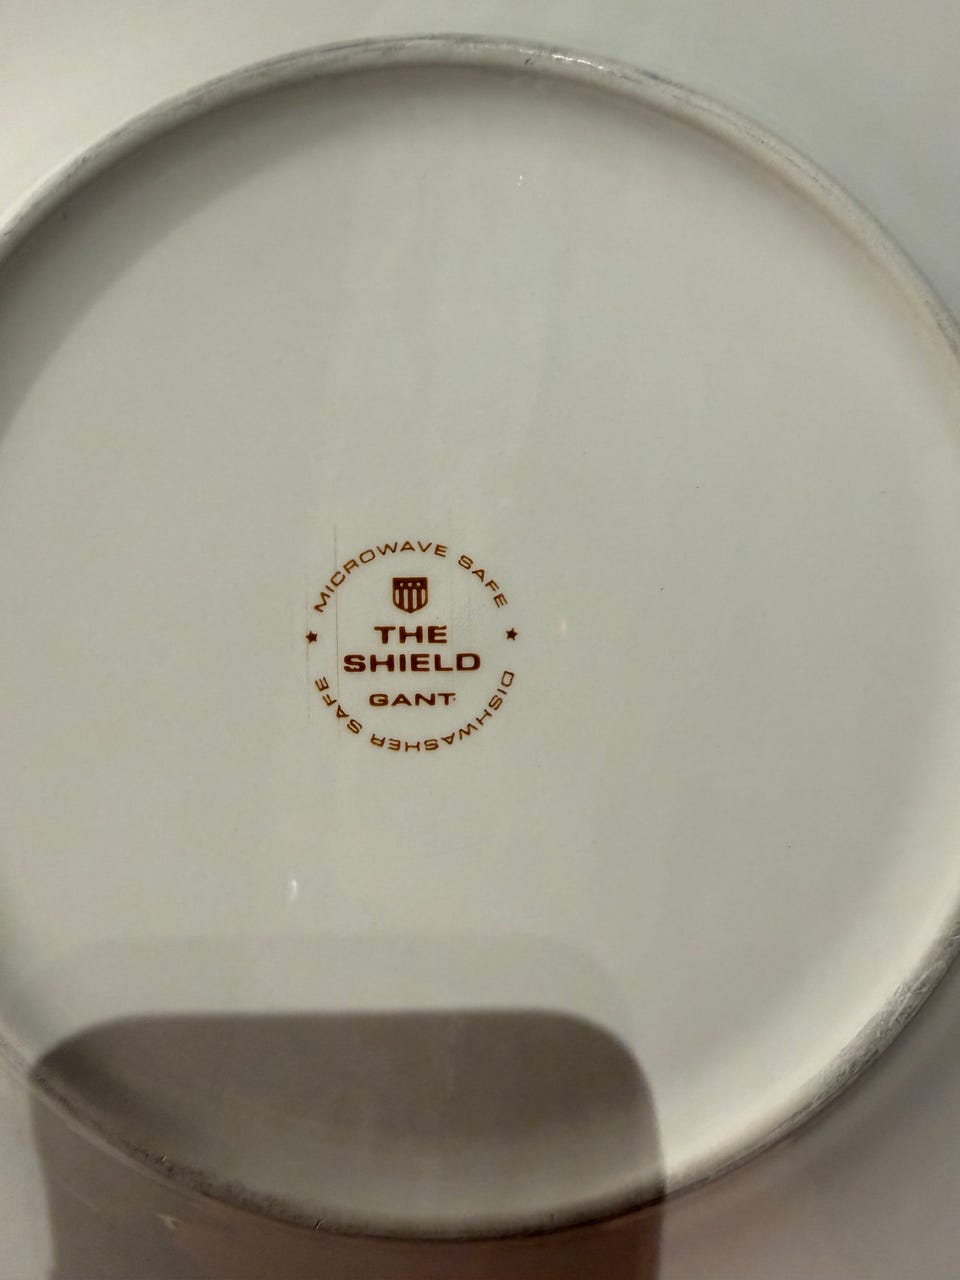 MICROWAVE SAFE
THE
SHIELD
GANT
DISHWASHER SAFE